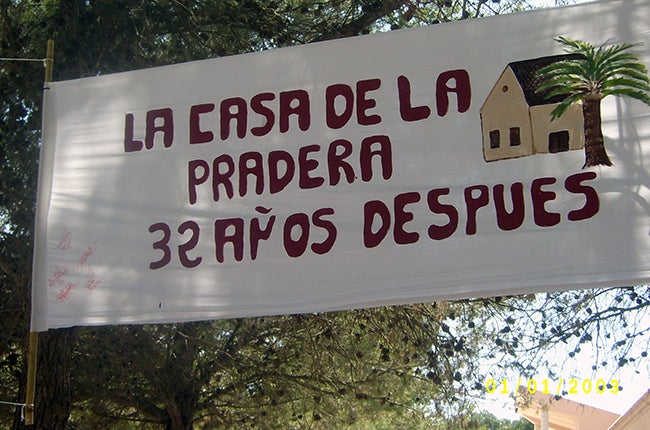 LA CASA DE LA
PRADERA
32 AÑOS DESPUES
01/01/2003